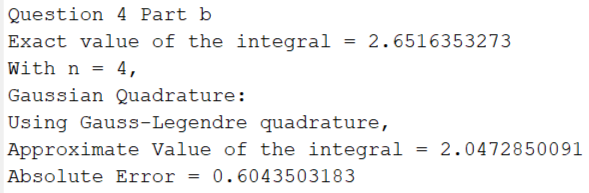 Question 4 Part b
Exact value of the integral = 2.6516353273
With n = 4,
Gaussian Quadrature:
Using Gauss-Legendre quadrature,
Approximate Value of the integral = 2.0472850091
Absolute Error = 0.6043503183